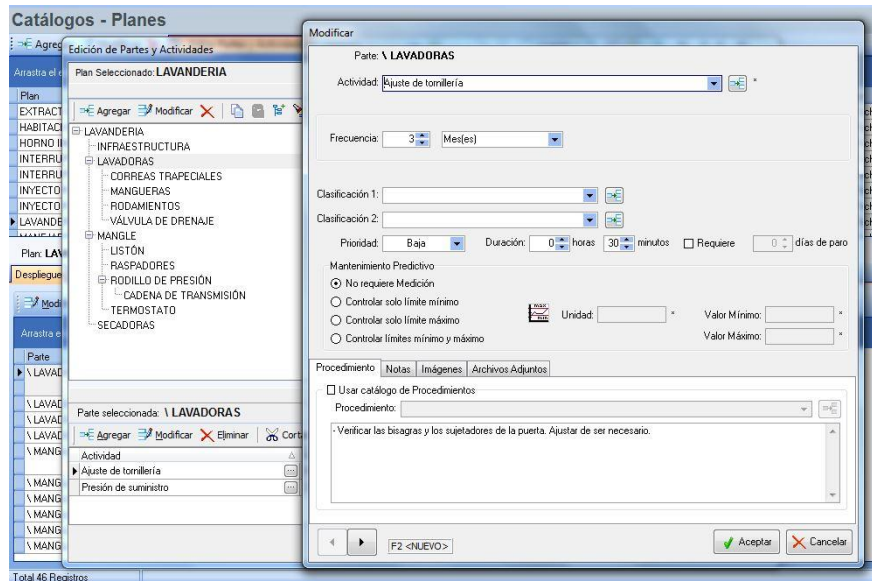 Catálogos - Planes
Agreg
Arrastra el e
Plan
EXTRACT
HABITACI
HORNO I
INTERRU
INTERRU
INYECTO
INYECTO
LAVANDE
Plan: LAV
Despliegue
Modi
Arrastra e
Parte
\ LAVAD
\ LAVAD
\ LAVAD
\ LAVAD
\ MANG
\ MANG
\ MANG
\ MANG
\ MANG
\ MANG
Total 46 Registros
Edición de Partes y Actividades
Plan Seleccionado: LAVANDERIA
Agregar Modificar
LAVANDERIA
INFRAESTRUCTURA
LAVADORAS
CORREAS TRAPECIALES
MANGUERAS
RODAMIENTOS
VÁLVULA DE DRENAJE
MANGLE
LISTÓN
RASPADORES
RODILLO DE PRESIÓN
CADENA DE TRANSMISIÓN
TERMOSTATO
SECADORAS
Parte seleccionada: \ LAVADORAS
Agregar Modificar Eliminar Cort
Actividad
Ajuste de tornillería
Presión de suministro
Modificar
Parte: \ LAVADORAS
Actividad: Ajuste de tornillería *
Frecuencia: 3 Mes(es)
Clasificación 1:
Clasificación 2:
Prioridad: Baja Duración: 0 horas 30 minutos Requiere 0 días de paro
Mantenimiento Predictivo
No requiere Medición
Controlar solo límite mínimo
Controlar solo límite máximo
Controlar límites mínimo y máximo
MAX
MIN
Unidad: * Valor Mínimo: *
Valor Máximo: *
Procedimiento Notas Imágenes Archivos Adjuntos
Usar catálogo de Procedimientos
Procedimiento:
- Verificar las bisagras y los sujetadores de la puerta. Ajustar de ser necesario.
F2 <NUEVO>
Aceptar Cancelar